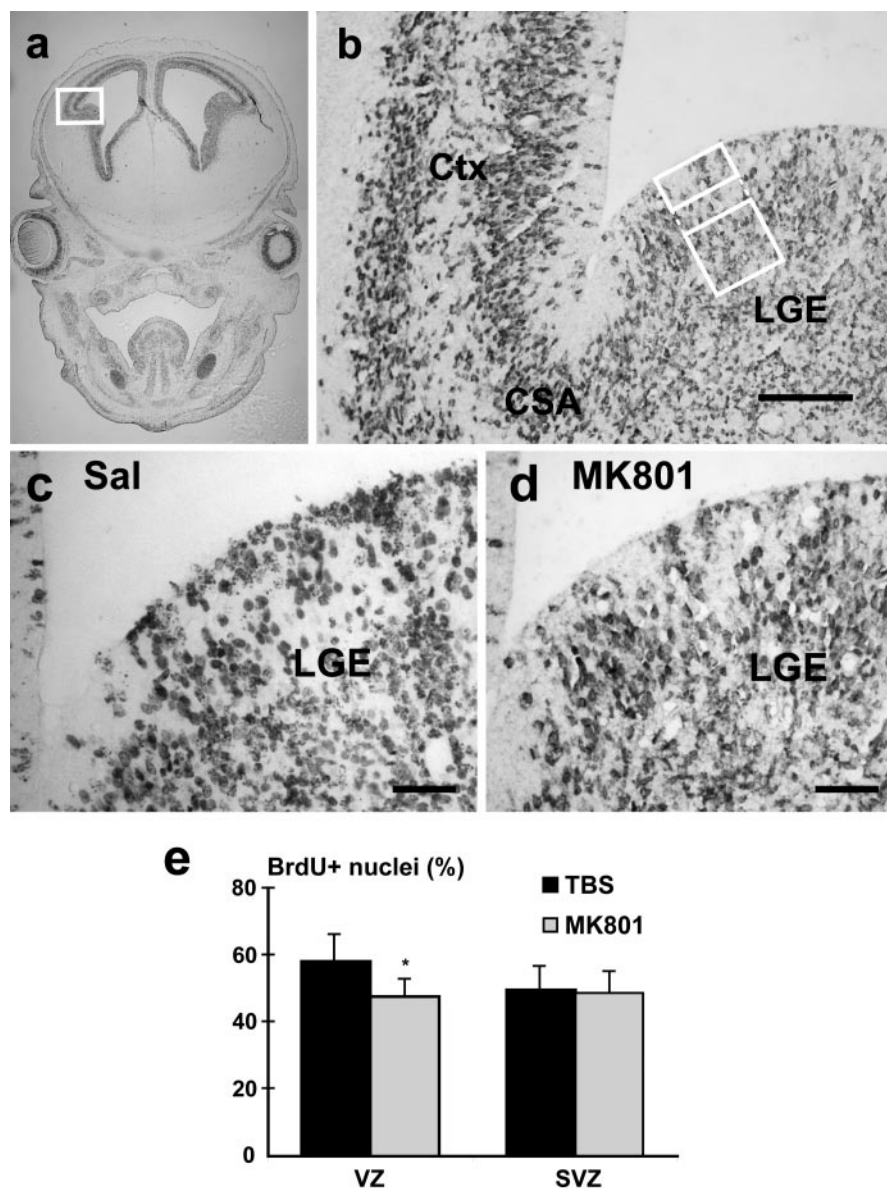 a
b
Ctx
LGE
CSA
c Sal
LGE
d MK801
LGE
e
BrdU+ nuclei (%)
80
60
40
20
0
TBS
MK801
*
VZ
SVZ